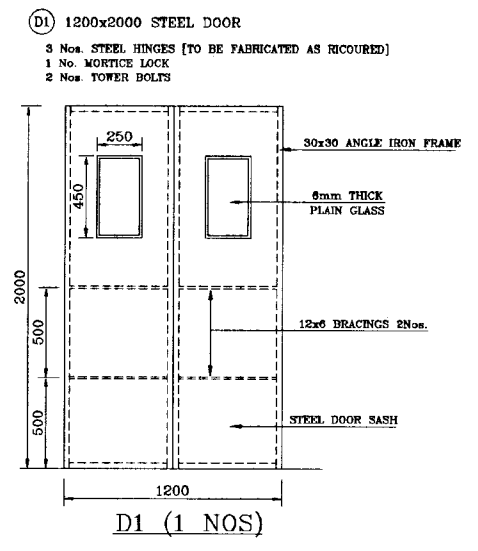 D1 1200x2000 STEEL DOOR
3 Nos. STEEL HINGES [TO BE FABRICATED AS RICOURED]
1 No. MORTICE LOCK
2 Nos. TOWER BOLTS
250
30x30 ANGLE IRON FRAME
450
6mm THICK
PLAIN GLASS
2000
500
12x6 BRACINGS 2Nos.
500
STEEL DOOR SASH
1200
D1 (1 NOS)